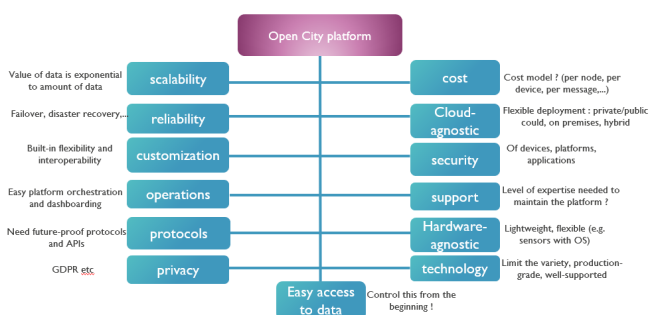 Open City platform
Value of data is exponential
to amount of data
scalability
cost
Cost model ? (per node, per
device, per message,...)
Failover, disaster recovery,...
reliability
Cloud-
agnostic
Flexible deployment : private/public
could, on premises, hybrid
Built-in flexibility and
interoperability
customization
security
Of devices, platforms,
applications
Easy platform orchestration
and dashboarding
operations
support
Level of expertise needed to
maintain the platform ?
Need future-proof protocols
and APIs
protocols
Hardware-
agnostic
Lightweight, flexible (e.g.
sensors with OS)
GDPR etc
privacy
technology
Limit the variety, production-
grade, well-supported
Easy access
to data
Control this from the
beginning !